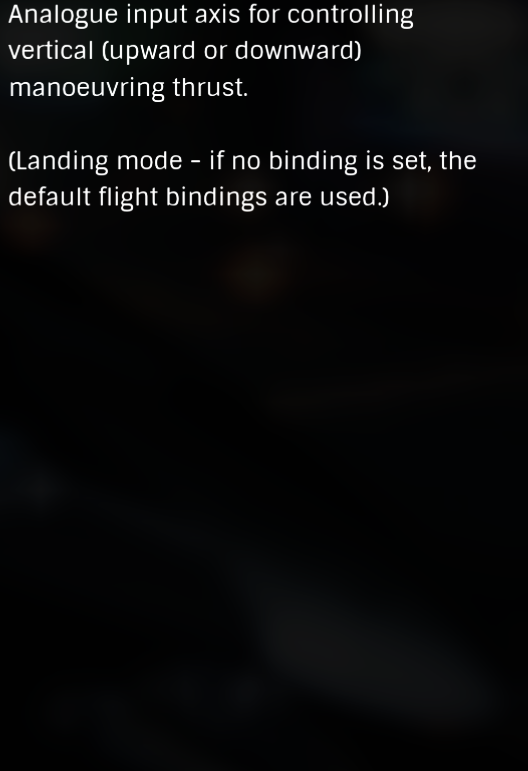 Analogue input axis for controlling
vertical (upward or downward)
manoeuvring thrust.
(Landing mode - if no binding is set, the
default flight bindings are used.)